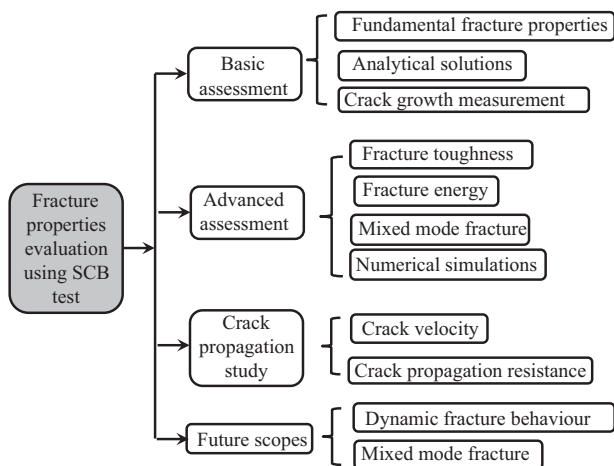 Fracture
properties
evaluation
using SCB
test
Basic
assessment
Fundamental fracture properties
Analytical solutions
Crack growth measurement
Advanced
assessment
Fracture toughness
Fracture energy
Mixed mode fracture
Numerical simulations
Crack
propagation
study
Crack velocity
Crack propagation resistance
Future scopes
Dynamic fracture behaviour
Mixed mode fracture